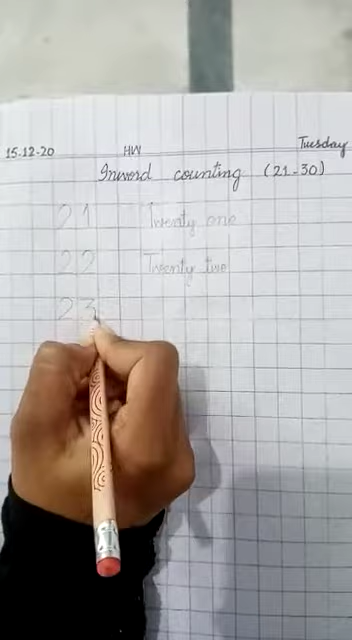 15-12-20 HW Tuesday
Inword counting (21-30)
21 Twenty one
22 Twenty two
23